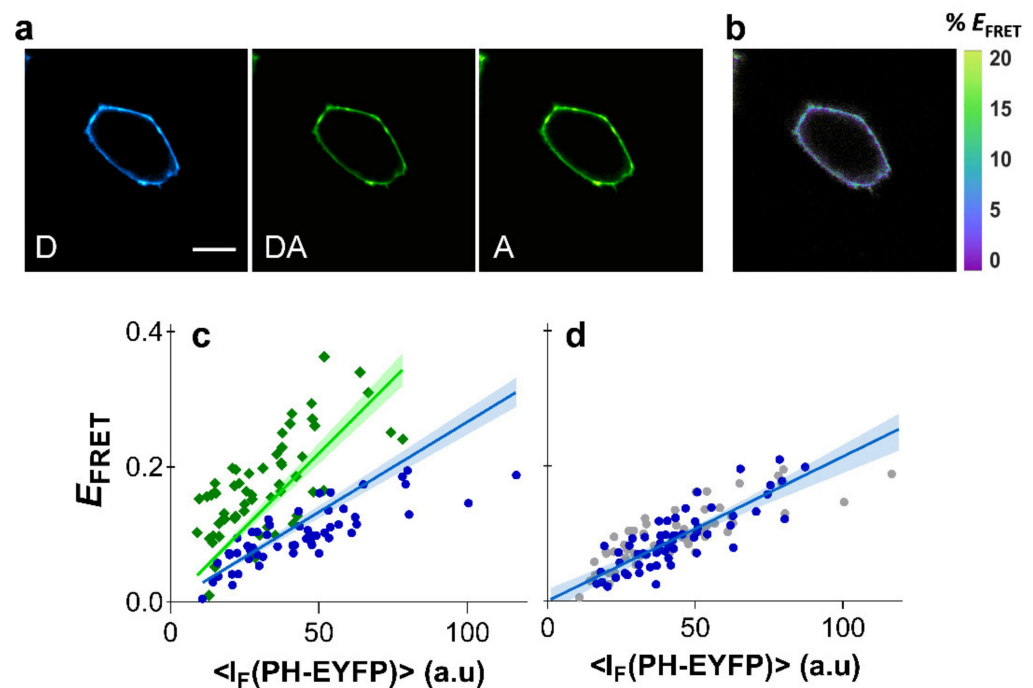 a
b
% E_FRET
D
DA
A
20
15
10
5
0
c
d
0.4
0.2
0.0
E_FRET
0
50
100
0
50
100
<I_F(PH-EYFP)> (a.u)
<I_F(PH-EYFP)> (a.u)